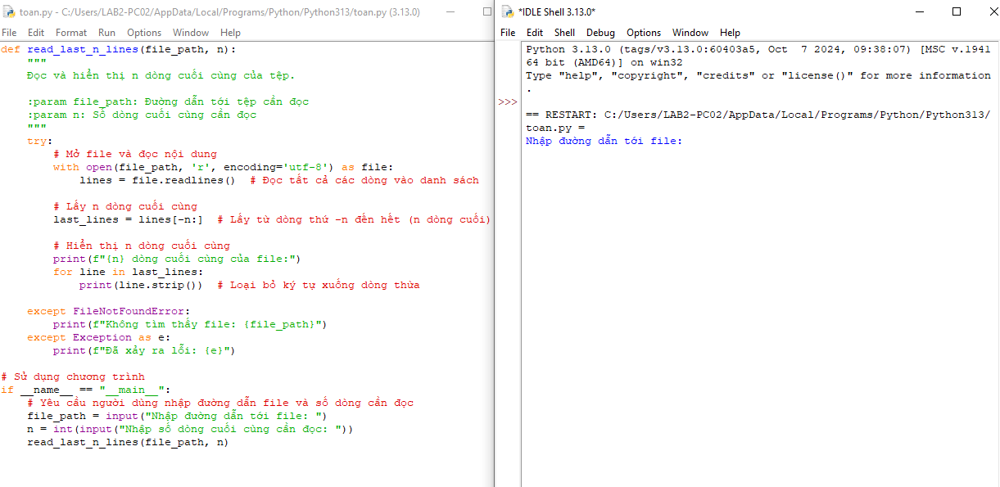 toan.py - C:/Users/LAB2-PC02/AppData/Local/Programs/Python/Python313/toan.py (3.13.0)
File Edit Format Run Options Window Help
def read_last_n_lines(file_path, n):
    """
    Đọc và hiển thị n dòng cuối cùng của tệp.

    :param file_path: Đường dẫn tới tệp cần đọc
    :param n: Số dòng cuối cùng cần đọc
    """
    try:
        # Mở file và đọc nội dung
        with open(file_path, 'r', encoding='utf-8') as file:
            lines = file.readlines()  # Đọc tất cả các dòng vào danh sách

        # Lấy n dòng cuối cùng
        last_lines = lines[-n:]  # Lấy từ dòng thứ -n đến hết (n dòng cuối)

        # Hiển thị n dòng cuối cùng
        print(f"{n} dòng cuối cùng của file:")
        for line in last_lines:
            print(line.strip())  # Loại bỏ ký tự xuống dòng thừa

    except FileNotFoundError:
        print(f"Không tìm thấy file: {file_path}")
    except Exception as e:
        print(f"Đã xảy ra lỗi: {e}")

# Sử dụng chương trình
if __name__ == "__main__":
    # Yêu cầu người dùng nhập đường dẫn file và số dòng cần đọc
    file_path = input("Nhập đường dẫn tới file: ")
    n = int(input("Nhập số dòng cuối cùng cần đọc: "))
    read_last_n_lines(file_path, n)
*IDLE Shell 3.13.0*
File Edit Shell Debug Options Window Help
Python 3.13.0 (tags/v3.13.0:60403a5, Oct  7 2024, 09:38:07) [MSC v.1941
64 bit (AMD64)] on win32
Type "help", "copyright", "credits" or "license()" for more information
.
>>>
== RESTART: C:/Users/LAB2-PC02/AppData/Local/Programs/Python/Python313/
toan.py =
Nhập đường dẫn tới file: